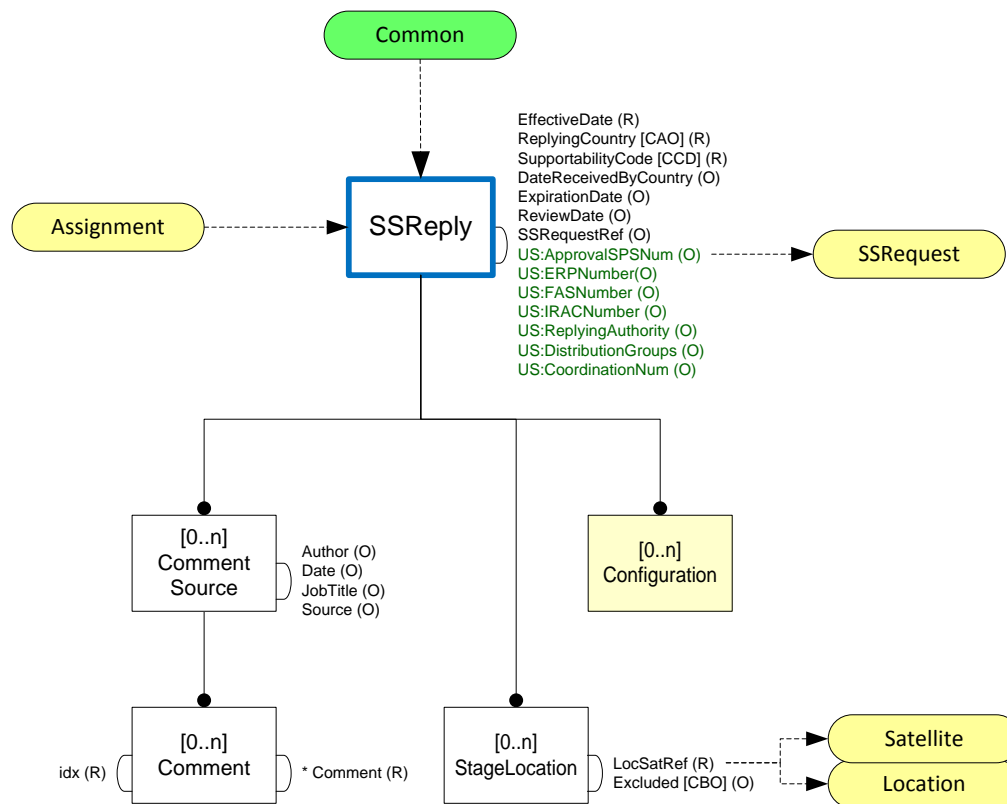 Common
EffectiveDate (R)
ReplyingCountry [CAO] (R)
SupportabilityCode [CCD] (R)
DateReceivedByCountry (O)
ExpirationDate (O)
ReviewDate (O)
SSRequestRef (O)
US:ApprovalSPSNum (O)
US:ERPNumber(O)
US:FASNumber (O)
US:IRACNumber (O)
US:ReplyingAuthority (O)
US:DistributionGroups (O)
US:CoordinationNum (O)
Assignment
SSReply
SSRequest
[0..n]
Comment
Source
Author (O)
Date (O)
JobTitle (O)
Source (O)
[0..n]
Configuration
idx (R)
[0..n]
Comment
* Comment (R)
[0..n]
StageLocation
LocSatRef (R)
Excluded [CBO] (O)
Satellite
Location